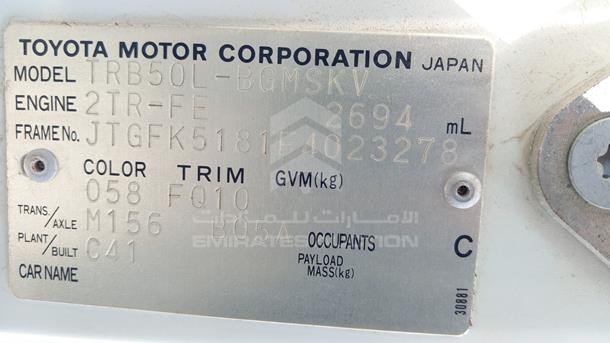 TOYOTA MOTOR CORPORATION JAPAN
MODEL TRB50L-BGMSKV
ENGINE 2TR-FE 2694 mL
FRAME No. JTGFK5181F4023278
COLOR TRIM GVM(kg)
058 FQ10
TRANS/AXLE M156 B05A OCCUPANTS C
PLANT/BUILT C41 PAYLOAD MASS(kg)
CAR NAME
30881
الامارات للمزادات
EMIRATES AUCTION